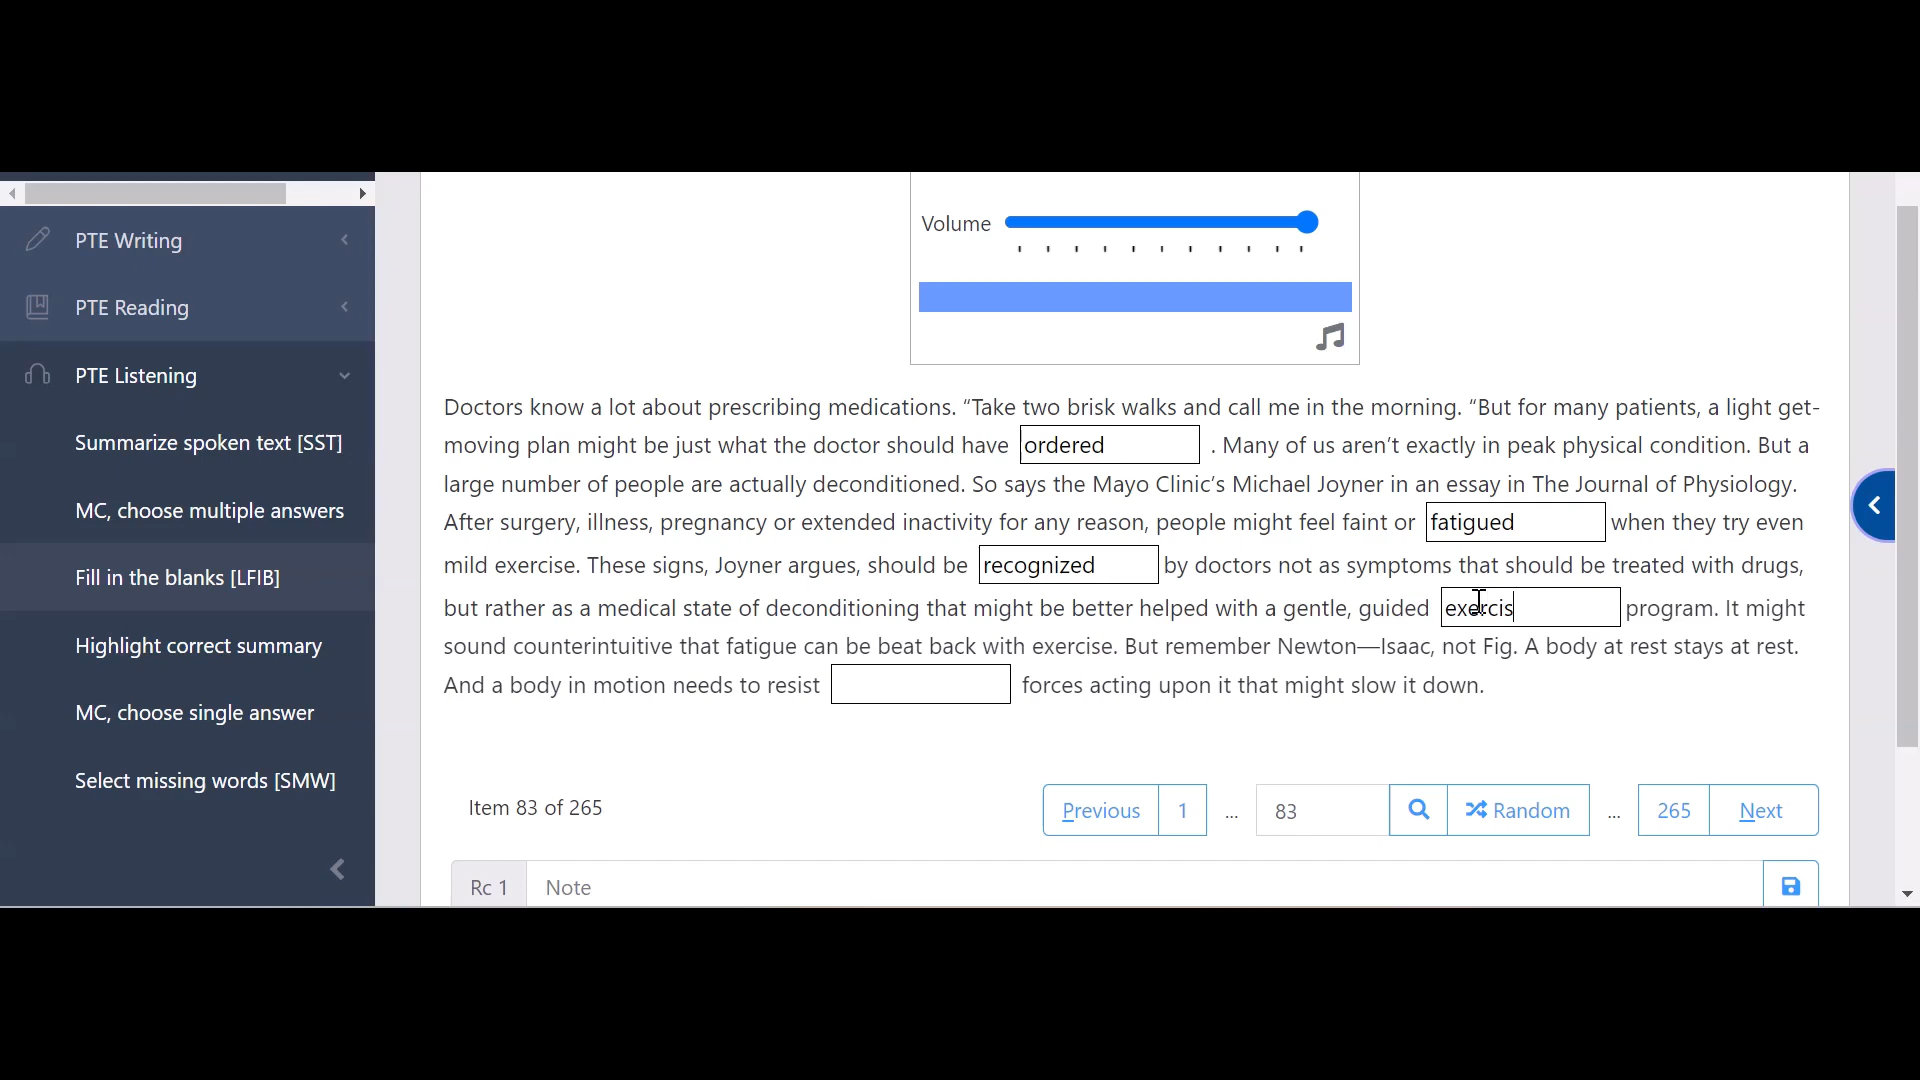 PTE Writing
PTE Reading
PTE Listening
Summarize spoken text [SST]
MC, choose multiple answers
Fill in the blanks [LFIB]
Highlight correct summary
MC, choose single answer
Select missing words [SMW]
Volume
Doctors know a lot about prescribing medications. “Take two brisk walks and call me in the morning. “But for many patients, a light get-
moving plan might be just what the doctor should have ordered . Many of us aren’t exactly in peak physical condition. But a
large number of people are actually deconditioned. So says the Mayo Clinic’s Michael Joyner in an essay in The Journal of Physiology.
After surgery, illness, pregnancy or extended inactivity for any reason, people might feel faint or fatigued when they try even
mild exercise. These signs, Joyner argues, should be recognized by doctors not as symptoms that should be treated with drugs,
but rather as a medical state of deconditioning that might be better helped with a gentle, guided exercis program. It might
sound counterintuitive that fatigue can be beat back with exercise. But remember Newton—Isaac, not Fig. A body at rest stays at rest.
And a body in motion needs to resist forces acting upon it that might slow it down.
Item 83 of 265
Previous 1 ... 83 Random ... 265 Next
Rc 1 Note